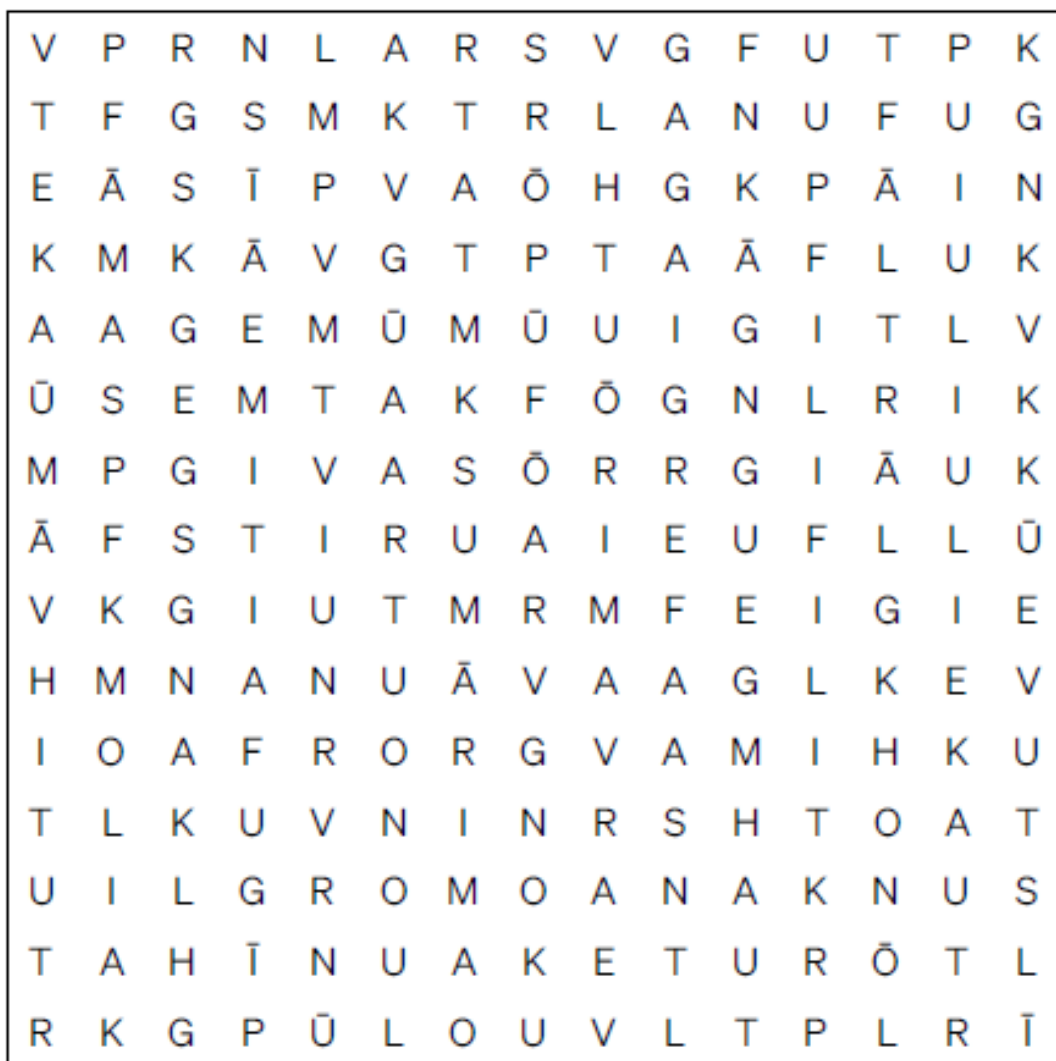 V P R N L A R S V G F U T P K
T F G S M K T R L A N U F U G
E Ā S Ī P V A Ō H G K P Ā I N
K M K Ā V G T P T A Ā F L U K
A A G E M Ū M Ū U I G I T L V
Ū S E M T A K F Ō G N L R I K
M P G I V A S Ō R R G I Ā U K
Ā F S T I R U A I E U F L L Ū
V K G I U T M R M F E I G I E
H M N A N U Ā V A A G L K E V
I O A F R O R G V A M I H K U
T L K U V N I N R S H T O A T
U I L G R O M O A N A K N U S
T A H Ī N U A K E T U R Ō T L
R K G P Ū L O U V L T P L R Ī